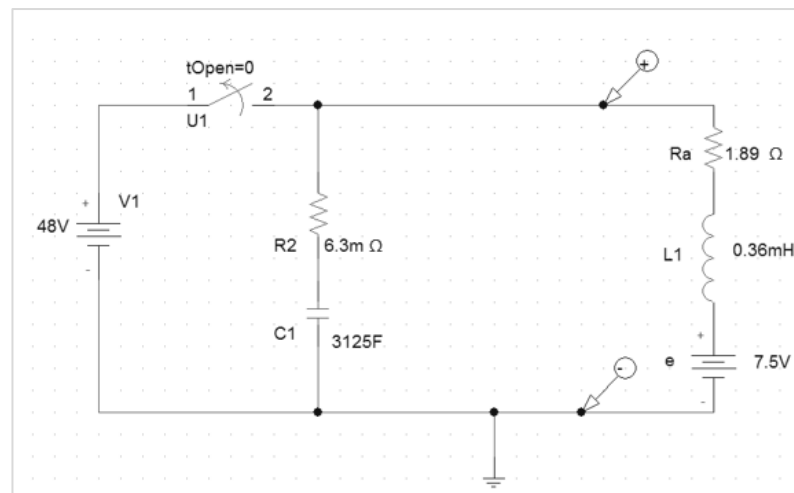 tOpen=0
1 2
U1
+
+ V1
48V
-
Ra 1.89 Ω
R2 6.3m Ω
L1 0.36mH
C1 3125F
+
e 7.5V
-
-